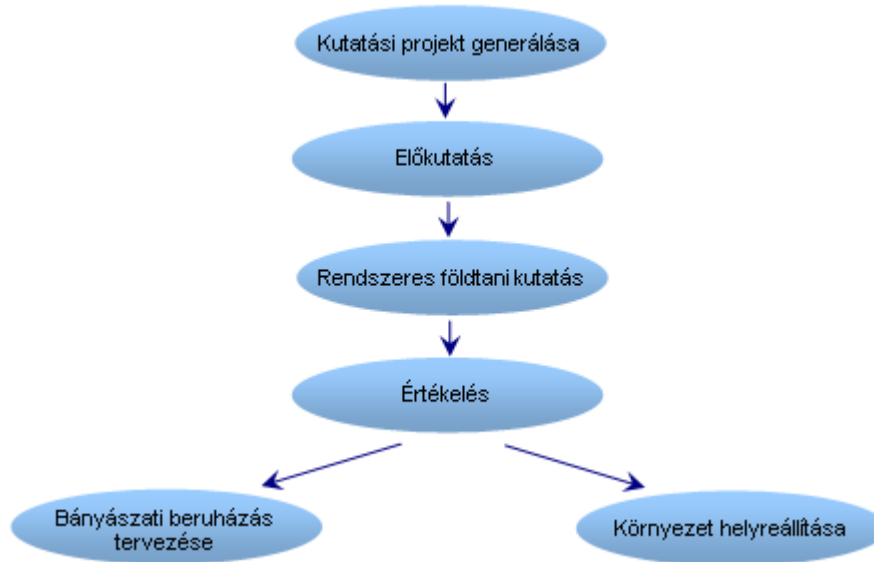 Kutatási projekt generálása
Előkutatás
Rendszeres földtani kutatás
Értékelés
Bányászati beruházás
tervezése
Környezet helyreállítása